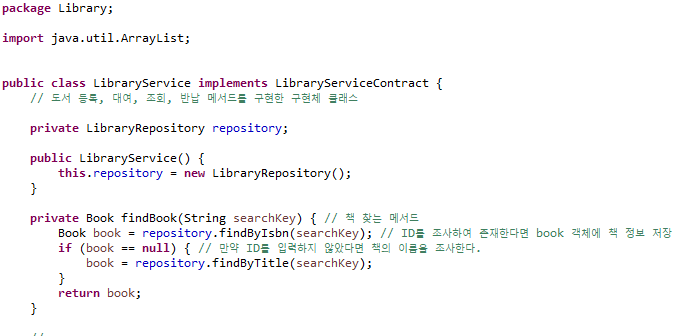 package Library;
import java.util.ArrayList;
public class LibraryService implements LibraryServiceContract {
// 도서 등록, 대여, 조회, 반납 메서드를 구현한 구현체 클래스
private LibraryRepository repository;
public LibraryService() {
this.repository = new LibraryRepository();
}
private Book findBook(String searchKey) { // 책 찾는 메서드
Book book = repository.findByIsbn(searchKey); // ID를 조사하여 존재한다면 book 객체에 책 정보 저장
if (book == null) { // 만약 ID를 입력하지 않았다면 책의 이름을 조사한다.
book = repository.findByTitle(searchKey);
}
return book;
}